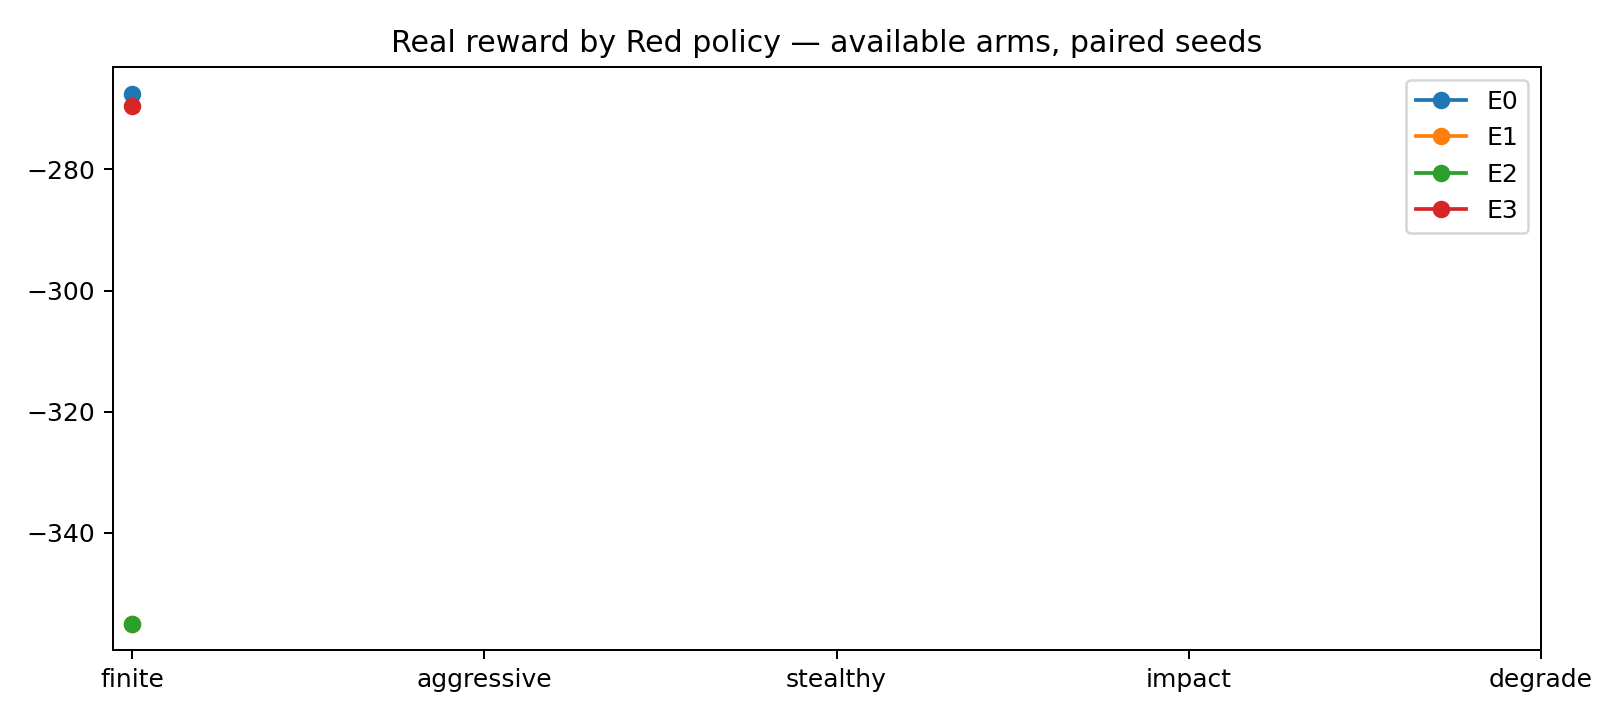 Real reward by Red policy — available arms, paired seeds
E0
E1
E2
E3
−280
−300
−320
−340
finite aggressive stealthy impact degrade